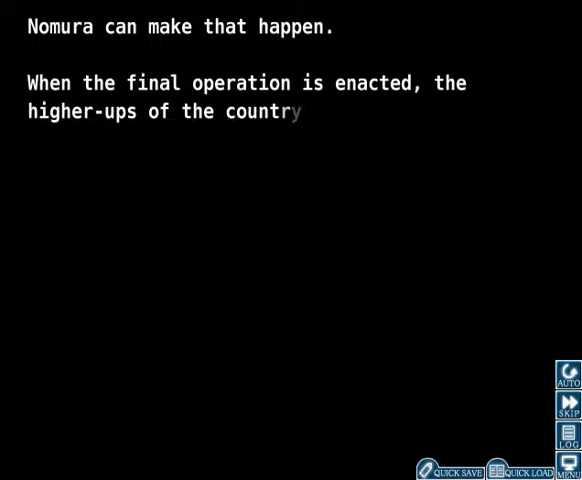 Nomura can make that happen.
When the final operation is enacted, the
higher-ups of the country
AUTO
SKIP
LOG
QUICK SAVE
QUICK LOAD
MENU